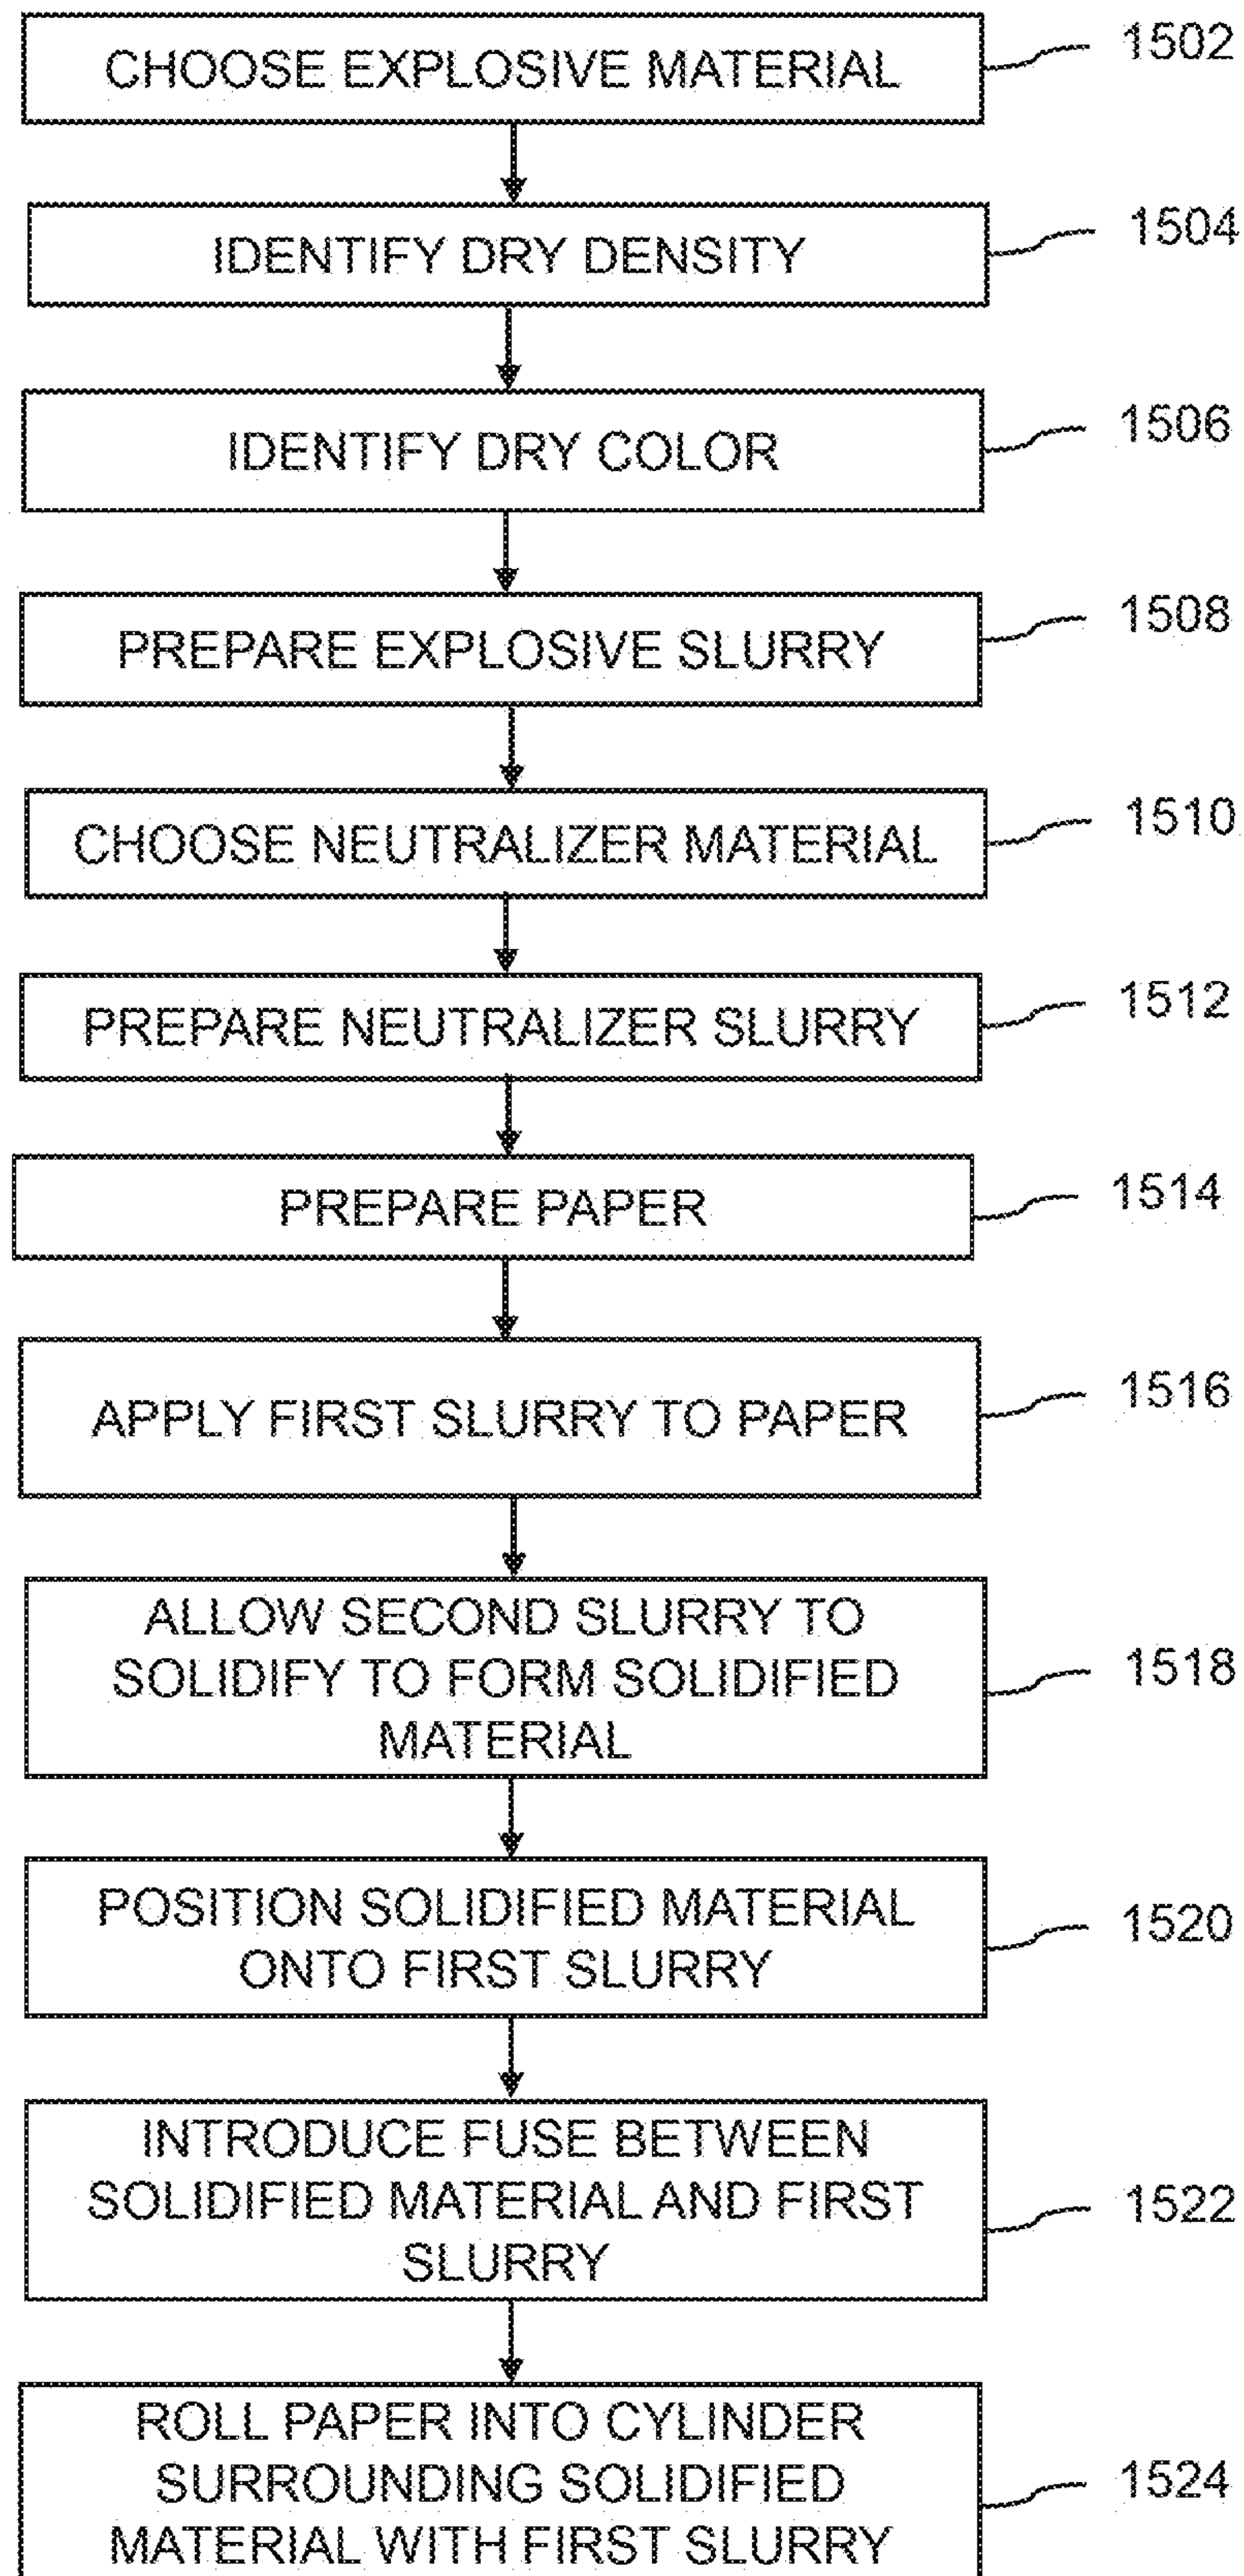 CHOOSE EXPLOSIVE MATERIAL
1502
IDENTIFY DRY DENSITY
1504
IDENTIFY DRY COLOR
1506
PREPARE EXPLOSIVE SLURRY
1508
CHOOSE NEUTRALIZER MATERIAL
1510
PREPARE NEUTRALIZER SLURRY
1512
PREPARE PAPER
1514
APPLY FIRST SLURRY TO PAPER
1516
ALLOW SECOND SLURRY TO
SOLIDIFY TO FORM SOLIDIFIED
MATERIAL
1518
POSITION SOLIDIFIED MATERIAL
ONTO FIRST SLURRY
1520
INTRODUCE FUSE BETWEEN
SOLIDIFIED MATERIAL AND FIRST
SLURRY
1522
ROLL PAPER INTO CYLINDER
SURROUNDING SOLIDIFIED
MATERIAL WITH FIRST SLURRY
1524